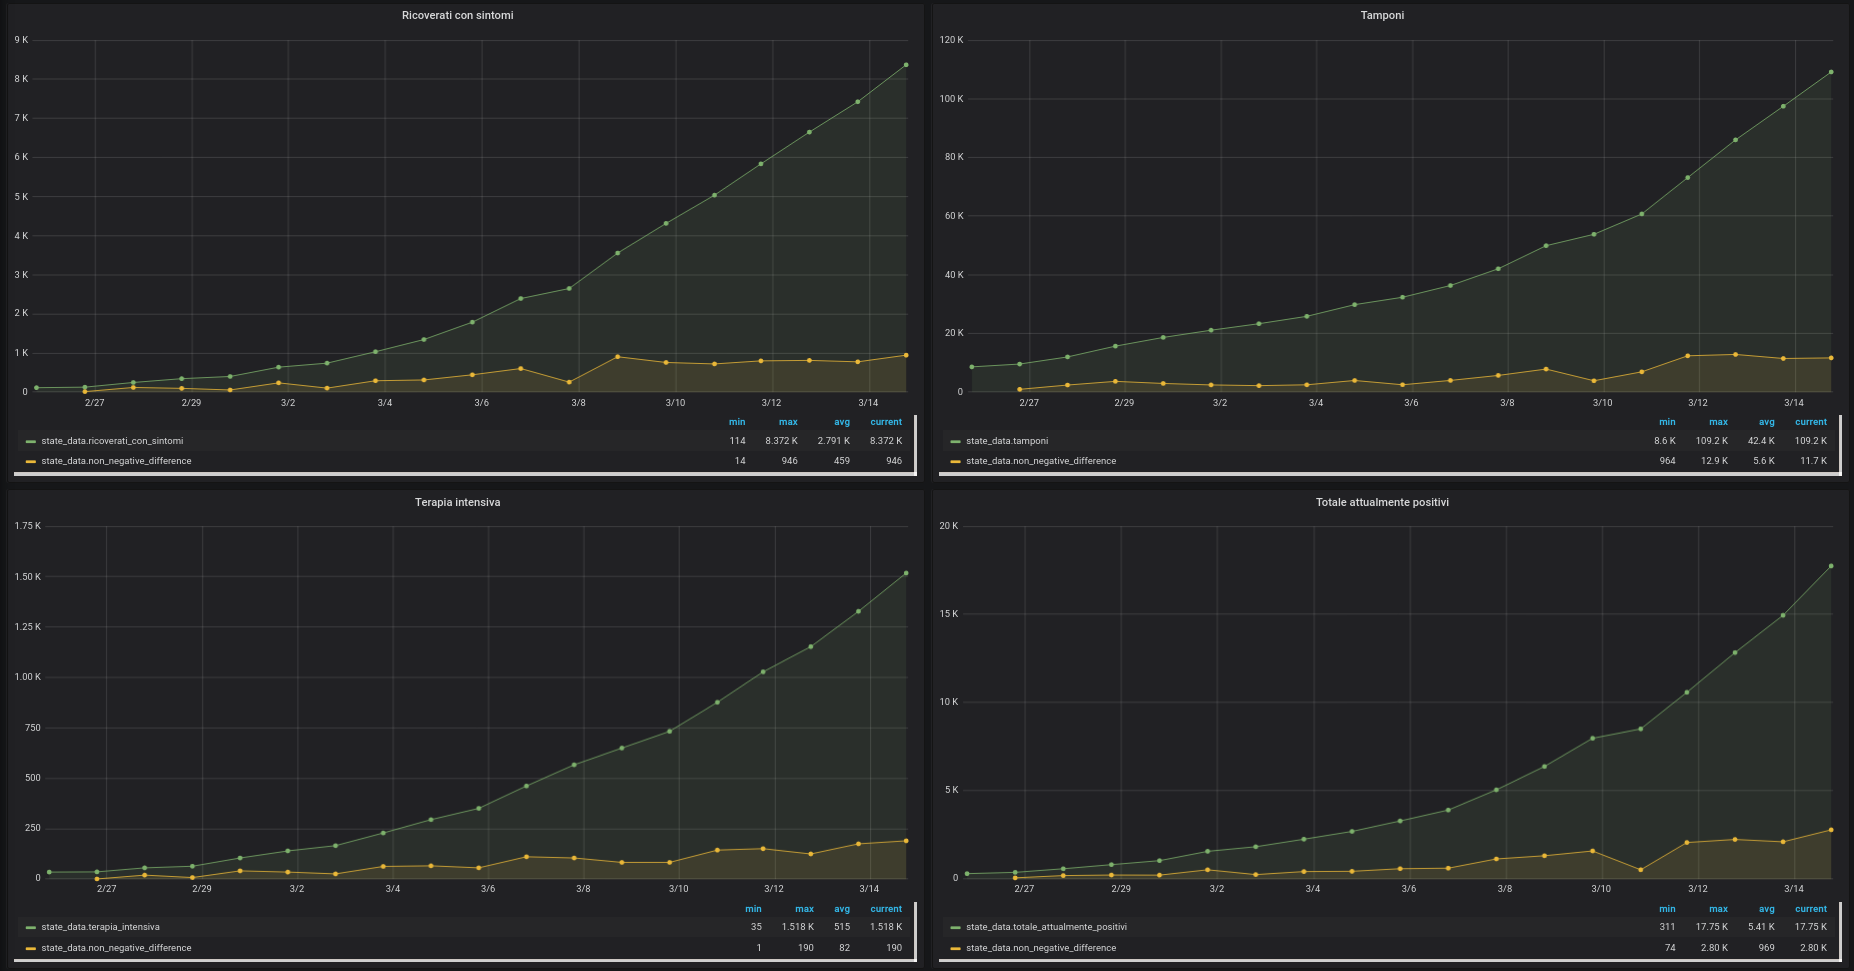 Ricoverati con sintomi
9 K
8 K
7 K
6 K
5 K
4 K
3 K
2 K
1 K
0
2/27 2/29 3/2 3/4 3/6 3/8 3/10 3/12 3/14
min max avg current
state_data.ricoverati_con_sintomi 114 8.372 K 2.791 K 8.372 K
state_data.non_negative_difference 14 946 459 946
Tamponi
120 K
100 K
80 K
60 K
40 K
20 K
0
2/27 2/29 3/2 3/4 3/6 3/8 3/10 3/12 3/14
min max avg current
state_data.tamponi 8.6 K 109.2 K 42.4 K 109.2 K
state_data.non_negative_difference 964 12.9 K 5.6 K 11.7 K
Terapia intensiva
1.75 K
1.50 K
1.25 K
1.00 K
750
500
250
0
2/27 2/29 3/2 3/4 3/6 3/8 3/10 3/12 3/14
min max avg current
state_data.terapia_intensiva 35 1.518 K 515 1.518 K
state_data.non_negative_difference 1 190 82 190
Totale attualmente positivi
20 K
15 K
10 K
5 K
0
2/27 2/29 3/2 3/4 3/6 3/8 3/10 3/12 3/14
min max avg current
state_data.totale_attualmente_positivi 311 17.75 K 5.41 K 17.75 K
state_data.non_negative_difference 74 2.80 K 969 2.80 K